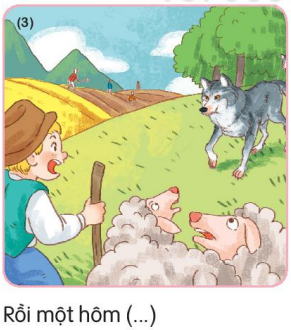 (3)
Rồi một hôm (...)